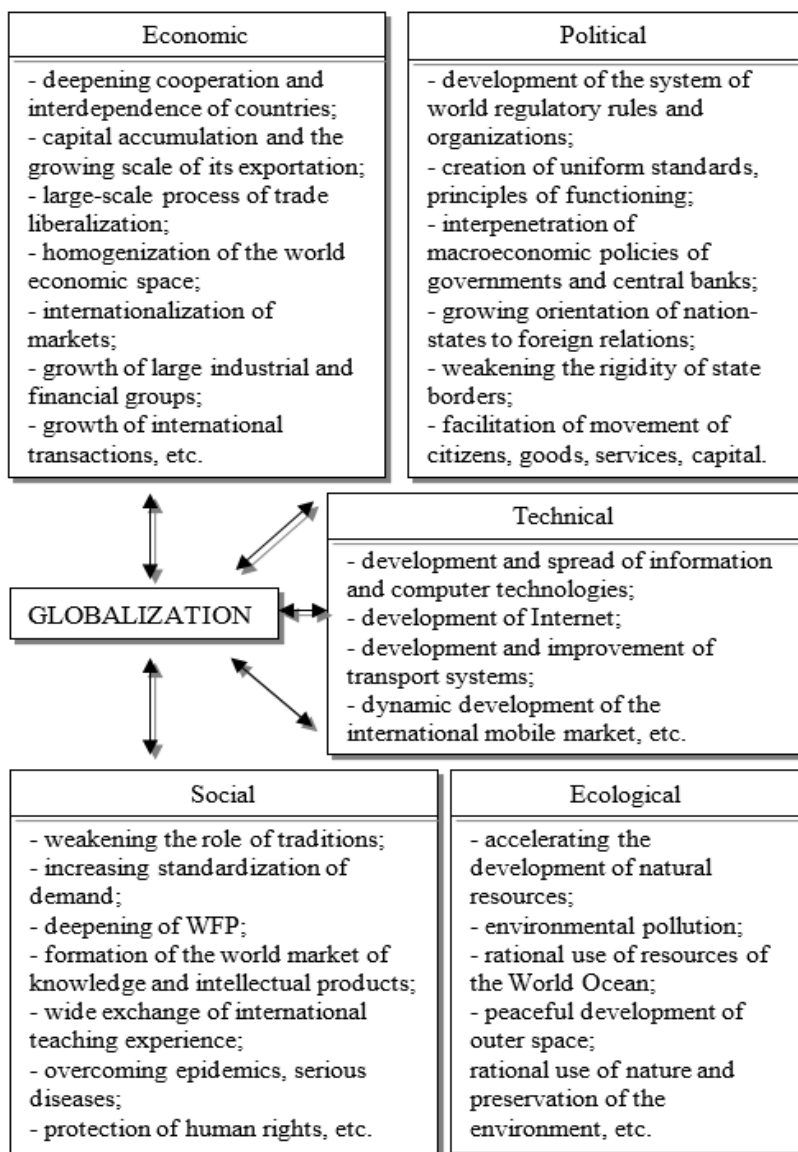 Economic
- deepening cooperation and
interdependence of countries;
- capital accumulation and the
growing scale of its exportation;
- large-scale process of trade
liberalization;
- homogenization of the world
economic space;
- internationalization of
markets;
- growth of large industrial and
financial groups;
- growth of international
transactions, etc.
Political
- development of the system of
world regulatory rules and
organizations;
- creation of uniform standards,
principles of functioning;
- interpenetration of
macroeconomic policies of
governments and central banks;
- growing orientation of nation-
states to foreign relations;
- weakening the rigidity of state
borders;
- facilitation of movement of
citizens, goods, services, capital.
GLOBALIZATION
Technical
- development and spread of information
and computer technologies;
- development of Internet;
- development and improvement of
transport systems;
- dynamic development of the
international mobile market, etc.
Social
- weakening the role of traditions;
- increasing standardization of
demand;
- deepening of WFP;
- formation of the world market of
knowledge and intellectual products;
- wide exchange of international
teaching experience;
- overcoming epidemics, serious
diseases;
- protection of human rights, etc.
Ecological
- accelerating the
development of natural
resources;
- environmental pollution;
- rational use of resources of
the World Ocean;
- peaceful development of
outer space;
rational use of nature and
preservation of the
environment, etc.